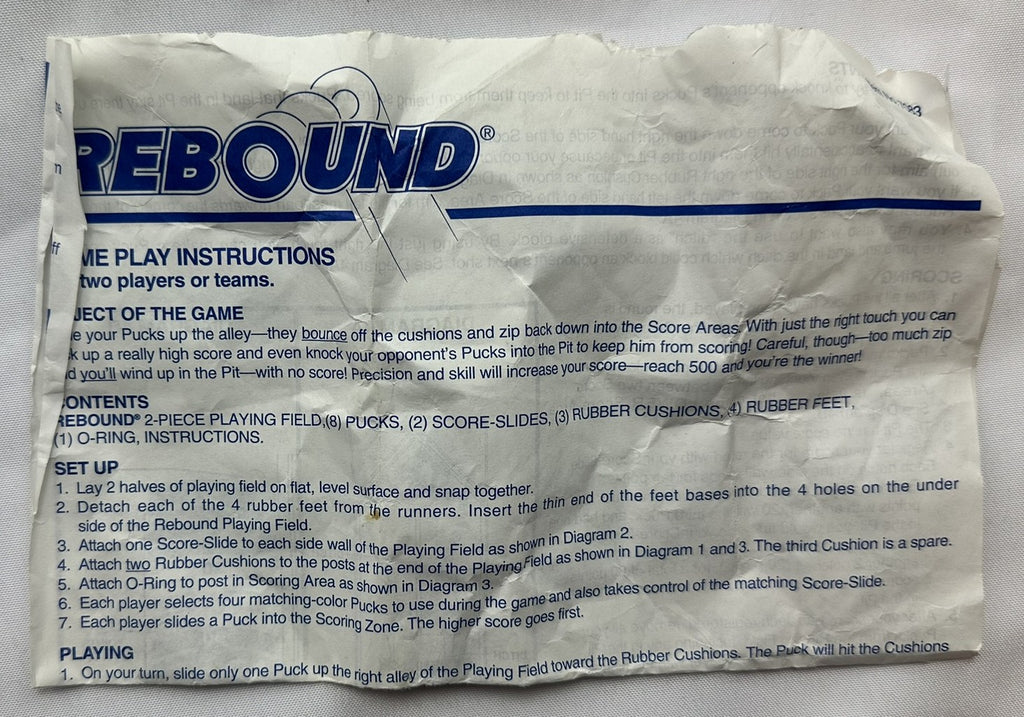 REBOUND®
ME PLAY INSTRUCTIONS
two players or teams.
JECT OF THE GAME
e your Pucks up the alley—they bounce off the cushions and zip back down into the Score Areas. With just the right touch you can
k up a really high score and even knock your opponent's Pucks into the Pit to keep him from scoring! Careful, though—too much zip
d you'll wind up in the Pit—with no score! Precision and skill will increase your score—reach 500 and you're the winner!
ONTENTS
REBOUND® 2-PIECE PLAYING FIELD,(8) PUCKS, (2) SCORE-SLIDES, (3) RUBBER CUSHIONS, 4) RUBBER FEET,
(1) O-RING, INSTRUCTIONS.
SET UP
1. Lay 2 halves of playing field on flat, level surface and snap together.
2. Detach each of the 4 rubber feet from the runners. Insert the thin end of the feet bases into the 4 holes on the under
side of the Rebound Playing Field.
3. Attach one Score-Slide to each side wall of the Playing Field as shown in Diagram 2.
4. Attach two Rubber Cushions to the posts at the end of the Playing Field as shown in Diagram 1 and 3. The third Cushion is a spare.
5. Attach O-Ring to post in Scoring Area as shown in Diagram 3.
6. Each player selects four matching-color Pucks to use during the game and also takes control of the matching Score-Slide.
7. Each player slides a Puck into the Scoring Zone. The higher score goes first.
PLAYING
1. On your turn, slide only one Puck up the right alley of the Playing Field toward the Rubber Cushions. The Puck will hit the Cushions